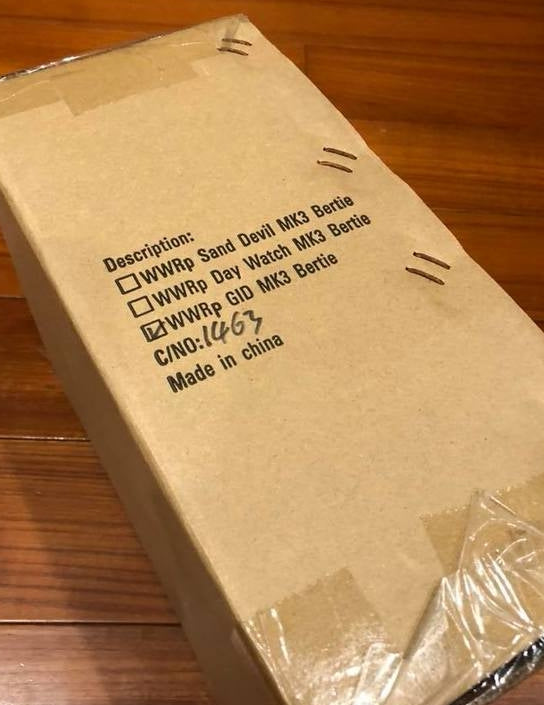 Description:
☐WWRp Sand Devil MK3 Bertie
☐WWRp Day Watch MK3 Bertie
☑WWRp GID MK3 Bertie
C/NO:1463
Made in china